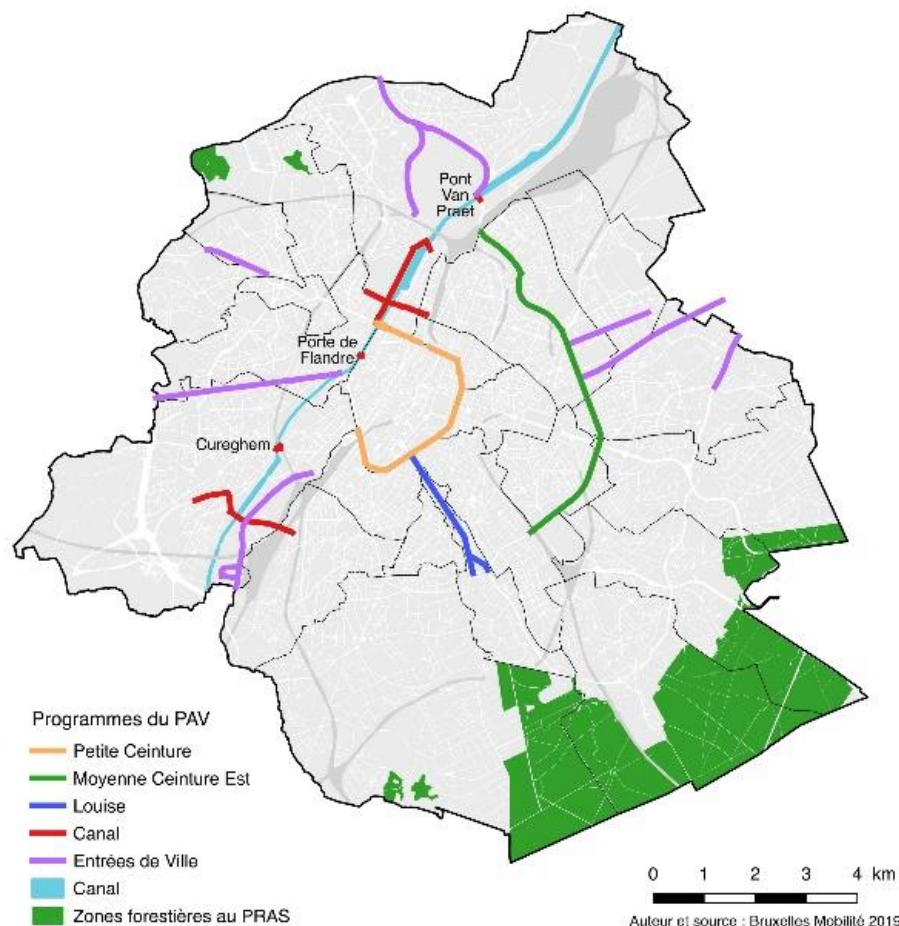 Pont
Van
Praet
Porte de
Flandre
Cureghem
Programmes du PAV
Petite Ceinture
Moyenne Ceinture Est
Louise
Canal
Entrées de Ville
Canal
Zones forestières au PRAS
0 1 2 3 4 km
Auteur et source : Bruxelles Mobilité 2019